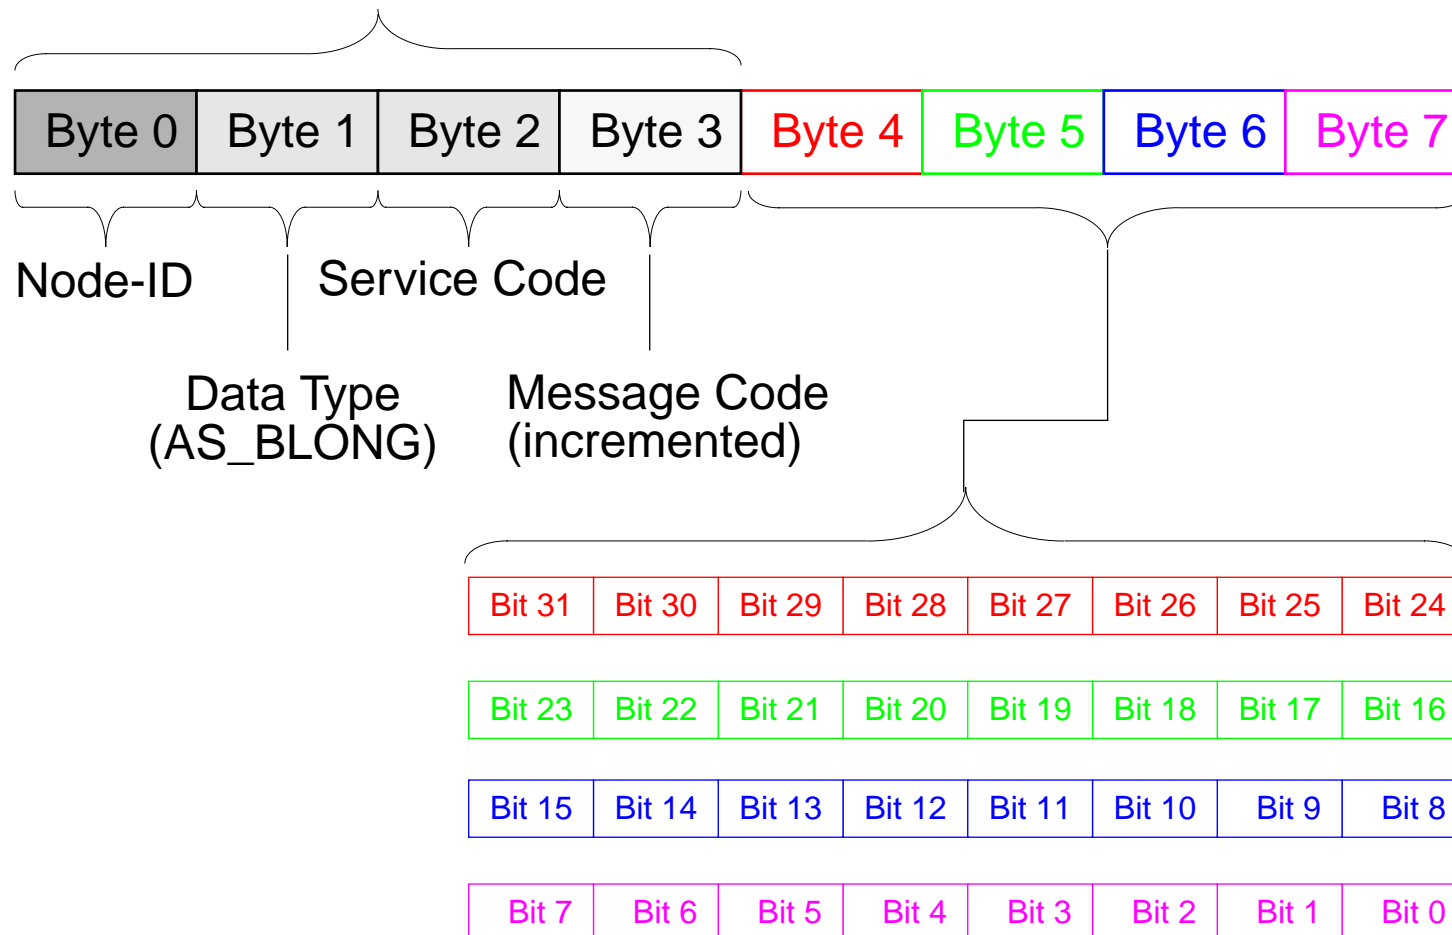 Byte 0 Byte 1 Byte 2 Byte 3 Byte 4 Byte 5 Byte 6 Byte 7
Node-ID Service Code
Data Type Message Code
(AS_BLONG) (incremented)
Bit 31 Bit 30 Bit 29 Bit 28 Bit 27 Bit 26 Bit 25 Bit 24
Bit 23 Bit 22 Bit 21 Bit 20 Bit 19 Bit 18 Bit 17 Bit 16
Bit 15 Bit 14 Bit 13 Bit 12 Bit 11 Bit 10 Bit 9 Bit 8
Bit 7 Bit 6 Bit 5 Bit 4 Bit 3 Bit 2 Bit 1 Bit 0